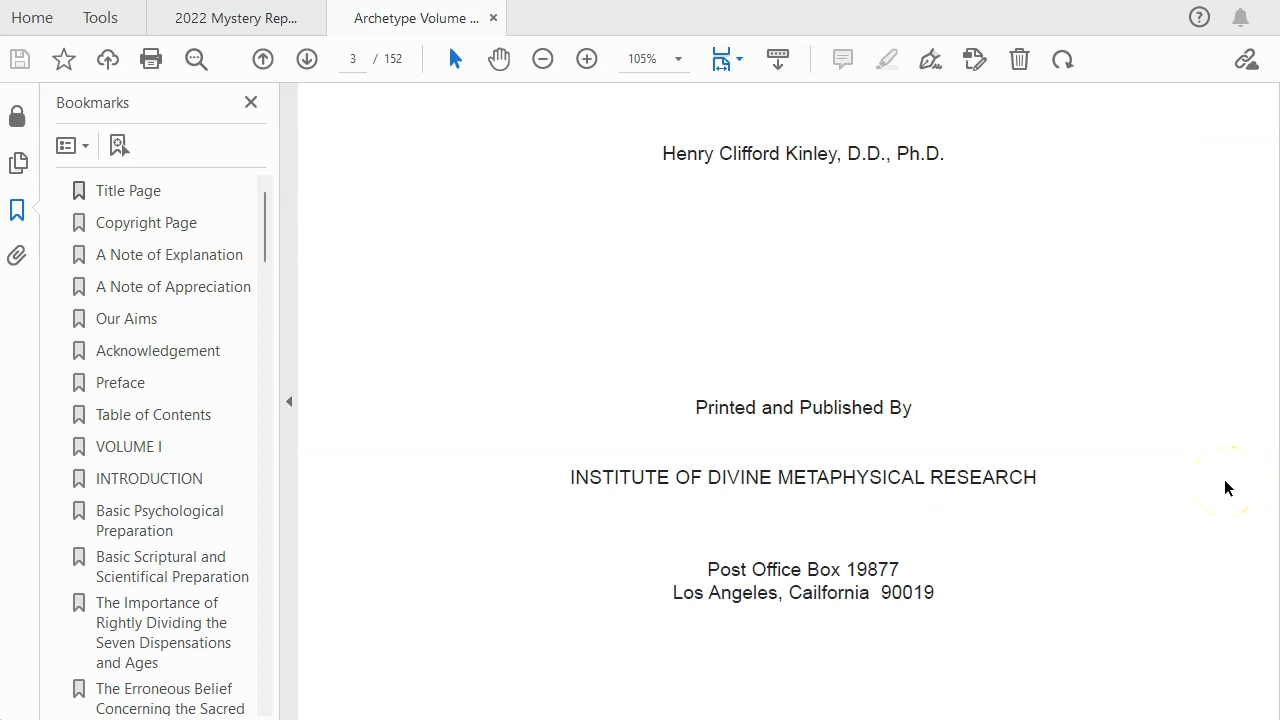 Home
Tools
2022 Mystery Rep...
Archetype Volume ...
3 / 152
105%
Bookmarks
Title Page
Copyright Page
A Note of Explanation
A Note of Appreciation
Our Aims
Acknowledgement
Preface
Table of Contents
VOLUME I
INTRODUCTION
Basic Psychological
Preparation
Basic Scriptural and
Scientifical Preparation
The Importance of
Rightly Dividing the
Seven Dispensations
and Ages
The Erroneous Belief
Concerning the Sacred
Henry Clifford Kinley, D.D., Ph.D.
Printed and Published By
INSTITUTE OF DIVINE METAPHYSICAL RESEARCH
Post Office Box 19877
Los Angeles, Cailfornia 90019